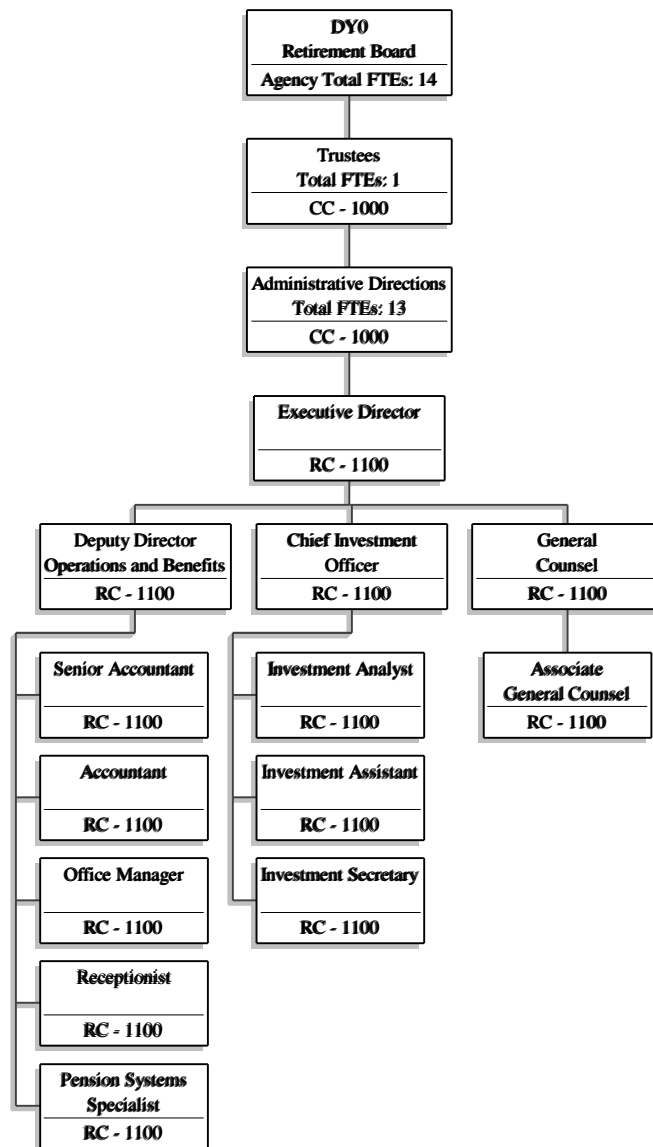 DY0
Retirement Board
Agency Total FTEs: 14
Trustees
Total FTEs: 1
CC - 1000
Administrative Directions
Total FTEs: 13
CC - 1000
Executive Director
RC - 1100
Deputy Director
Operations and Benefits
RC - 1100
Chief Investment
Officer
RC - 1100
General
Counsel
RC - 1100
Senior Accountant
RC - 1100
Accountant
RC - 1100
Office Manager
RC - 1100
Receptionist
RC - 1100
Pension Systems
Specialist
RC - 1100
Investment Analyst
RC - 1100
Investment Assistant
RC - 1100
Investment Secretary
RC - 1100
Associate
General Counsel
RC - 1100